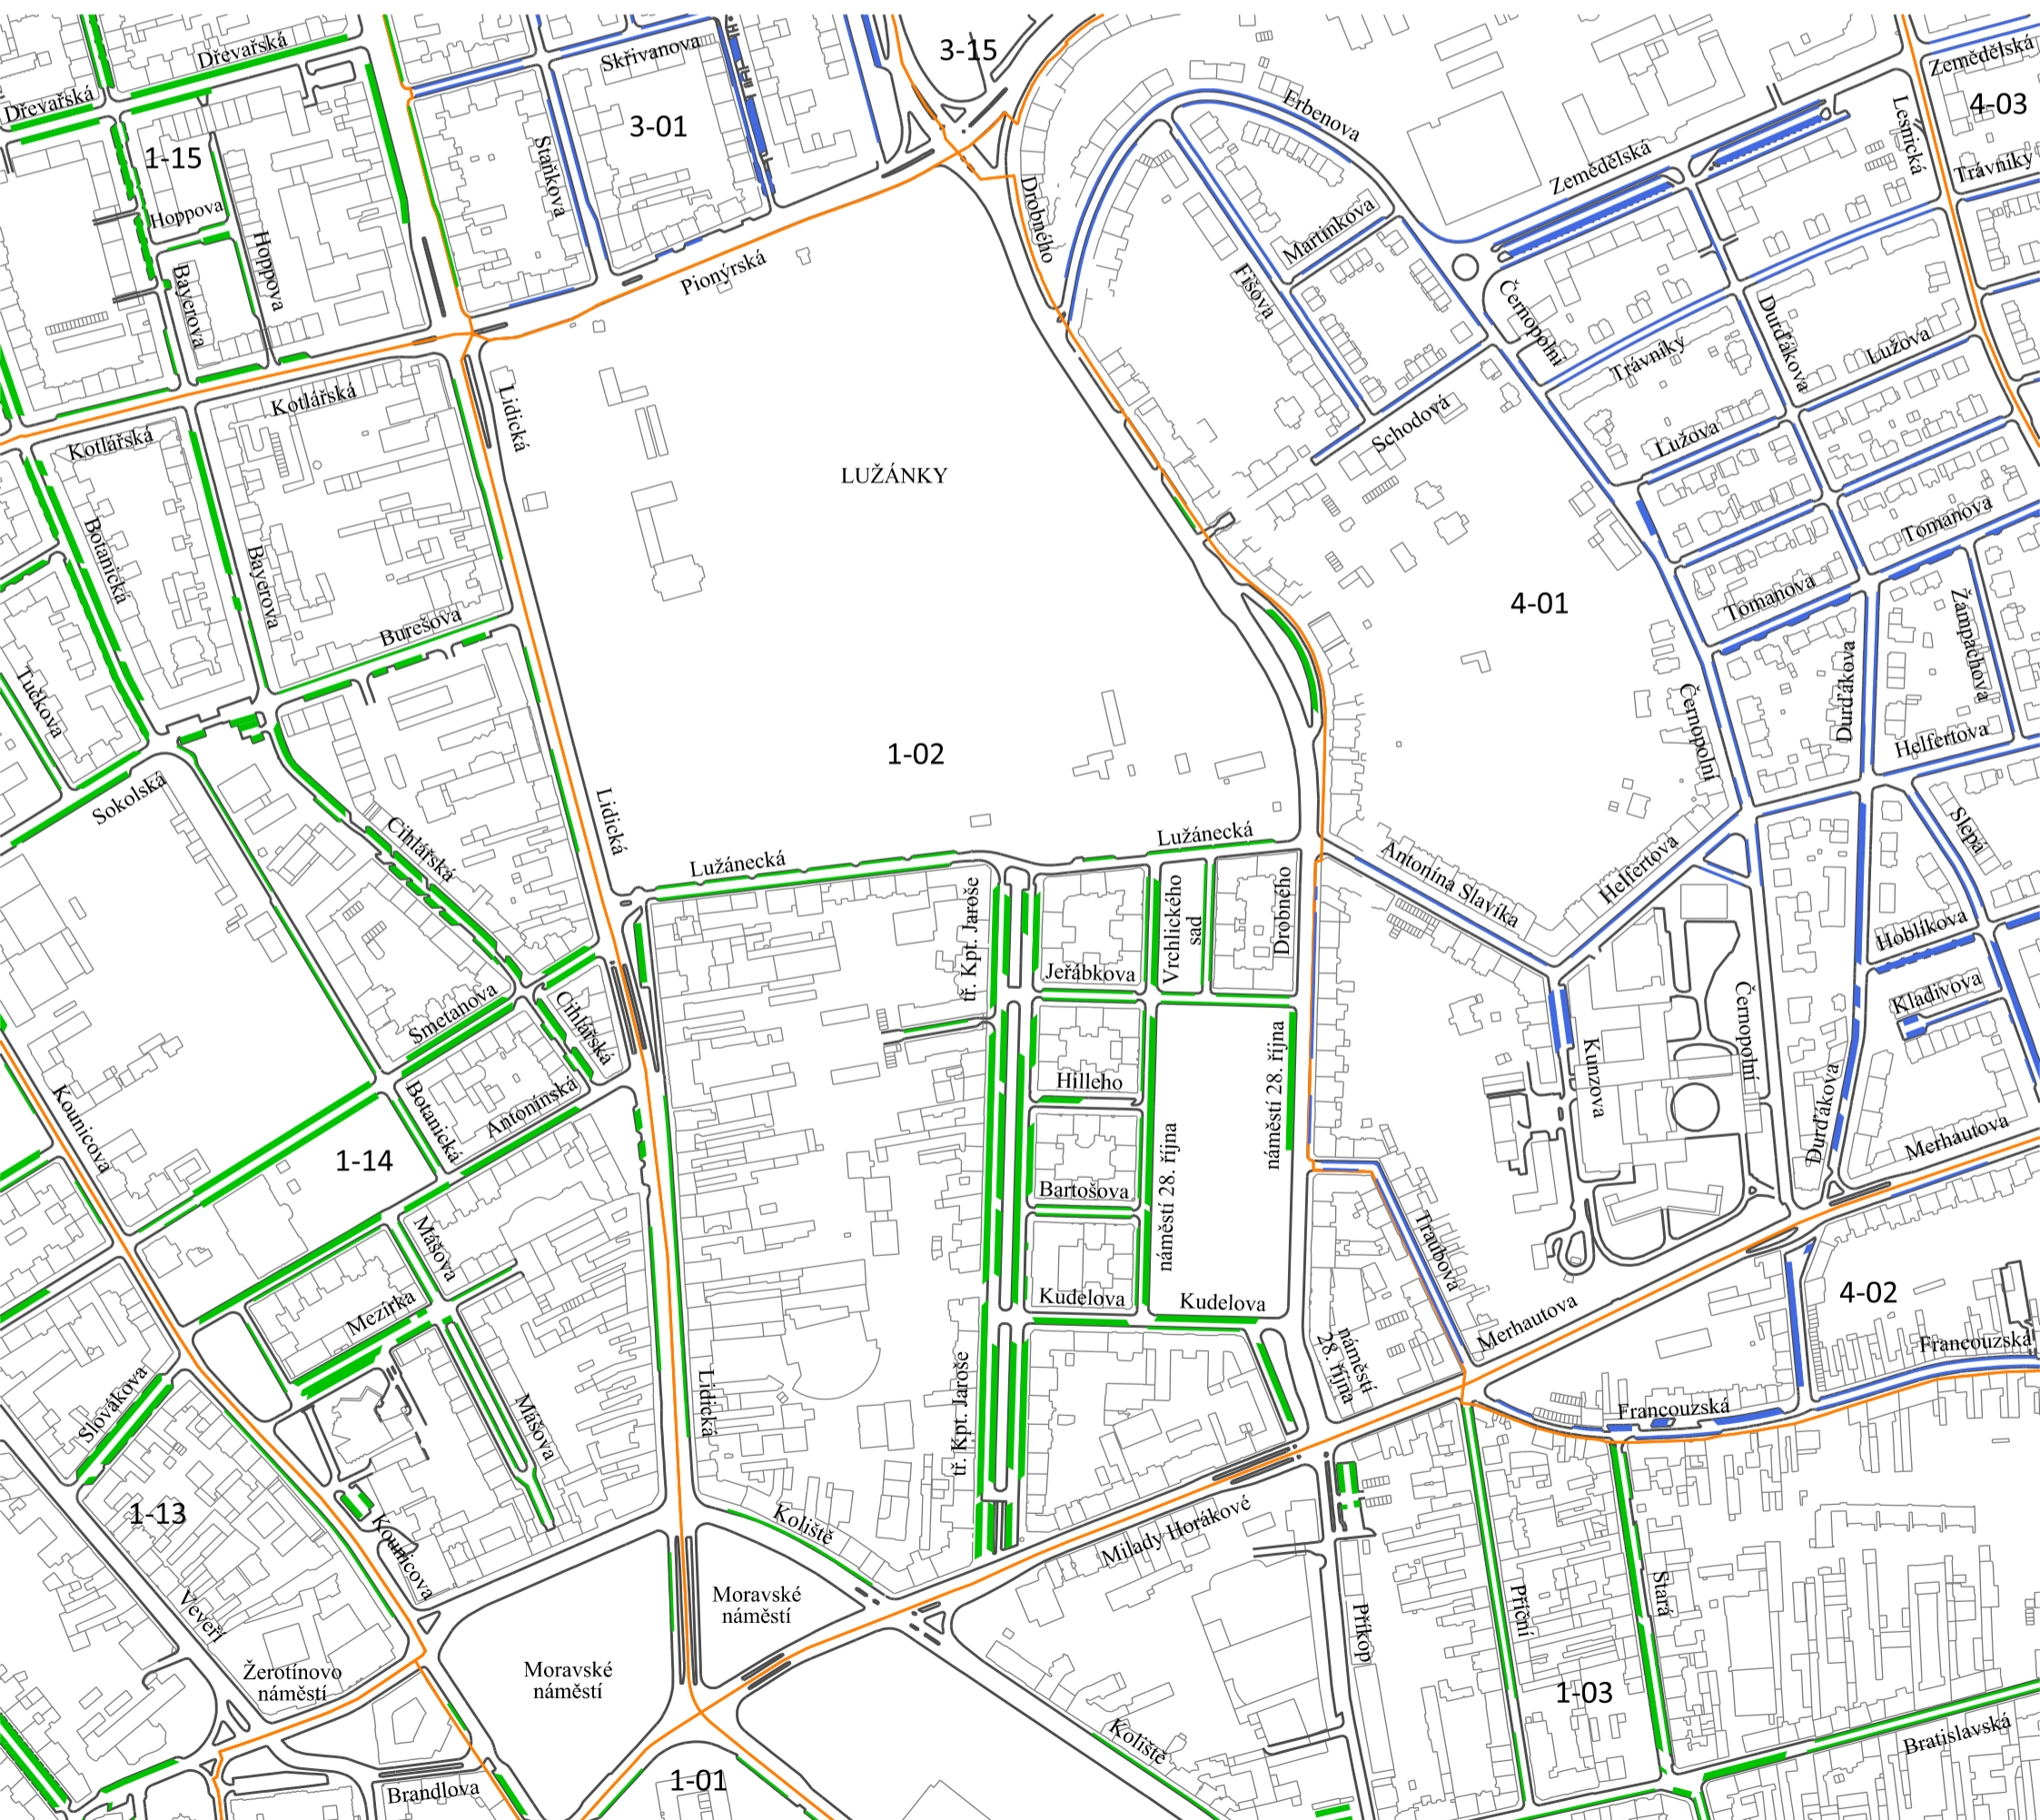 Dřevařská
Skřivanova
3-15
Zemědělská
Dřevařská
3-01
Erbenova
4-03
1-15
Staňkova
Zemědělská
Lesnická
Trávníky
Hoppova
Drobného
Martinkova
Hoppova
Pionýrská
Fišova
Bayerova
Černopolní
Durďákova
Trávníky
Lužova
Kotlářská
Lidická
Schodová
Kotlářská
Lužova
LUŽÁNKY
Botanická
Tomanova
Bayerova
4-01
Tomanova
Žampachova
Burešova
Tučkova
Durďákova
Černopolní
1-02
Helfertova
Sokolská
Lidická
Cihlářská
Lužánecká
Lužánecká
Slepá
Antonína Slavíka
Helfertova
tř. Kpt. Jaroše
Vrchlického
sad
Drobného
Jeřábkova
Hoblíkova
Kladivova
Smetanova
Cihlářská
Černopolní
Kunzova
náměstí 28. října
Hilleho
Kounicova
Botanická
Antonínská
Durďákova
Merhautova
1-14
Bartošova
náměstí 28. října
Mášova
Traubova
Kudelova
Kudelova
4-02
Mezírka
Merhautova
Francouzská
náměstí
28. října
Slovákova
Lidická
tř. Kpt. Jaroše
Mášova
Francouzská
1-13
Koliště
Milady Horákové
Kounicova
Veveří
Moravské
náměstí
Příkop
Příční
Stará
Žerotínovo
náměstí
Moravské
náměstí
1-03
Koliště
Bratislavská
1-01
Brandlova